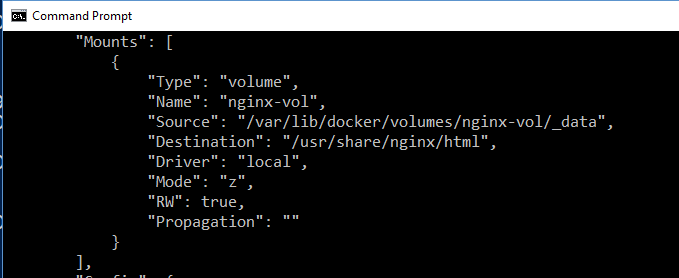 Command Prompt
"Mounts": [
{
"Type": "volume",
"Name": "nginx-vol",
"Source": "/var/lib/docker/volumes/nginx-vol/_data",
"Destination": "/usr/share/nginx/html",
"Driver": "local",
"Mode": "z",
"RW": true,
"Propagation": ""
}
],